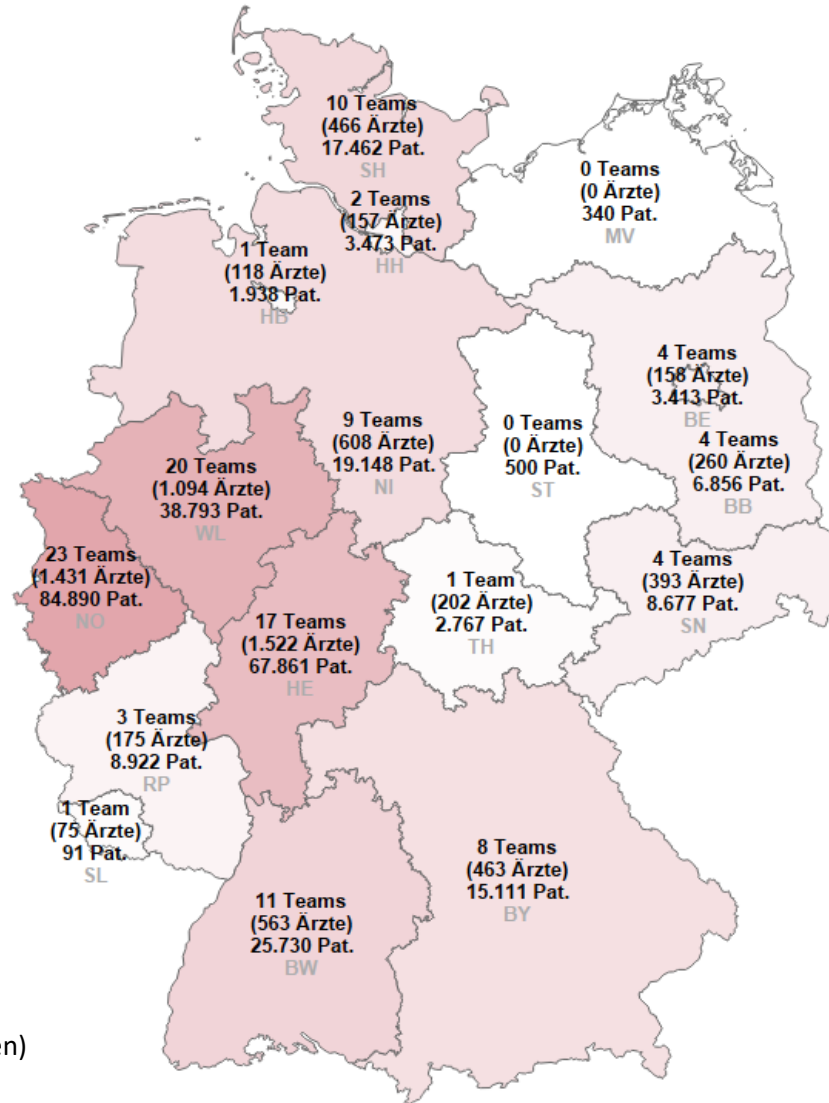 10 Teams
(466 Ärzte)
17.462 Pat.
SH
0 Teams
(0 Ärzte)
340 Pat.
MV
2 Teams
(157 Ärzte)
3.473 Pat.
HH
1 Team
(118 Ärzte)
1.938 Pat.
HB
4 Teams
(158 Ärzte)
3.413 Pat.
BE
9 Teams
(608 Ärzte)
19.148 Pat.
NI
0 Teams
(0 Ärzte)
500 Pat.
ST
4 Teams
(260 Ärzte)
6.856 Pat.
BB
20 Teams
(1.094 Ärzte)
38.793 Pat.
WL
23 Teams
(1.431 Ärzte)
84.890 Pat.
NO
17 Teams
(1.522 Ärzte)
67.861 Pat.
HE
1 Team
(202 Ärzte)
2.767 Pat.
TH
4 Teams
(393 Ärzte)
8.677 Pat.
SN
3 Teams
(175 Ärzte)
8.922 Pat.
RP
1 Team
(75 Ärzte)
91 Pat.
SL
8 Teams
(463 Ärzte)
15.111 Pat.
BY
11 Teams
(563 Ärzte)
25.730 Pat.
BW
en)